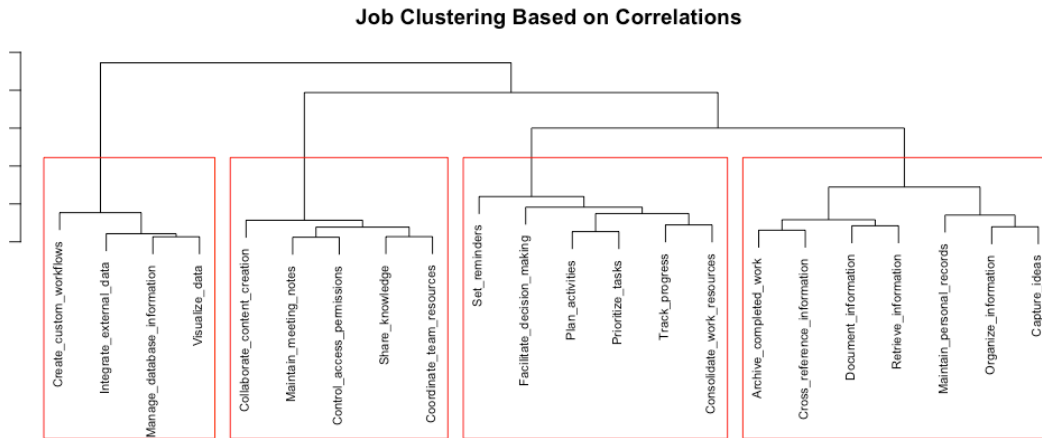 Job Clustering Based on Correlations
Create_custom_workflows
Integrate_external_data
Manage_database_information
Visualize_data
Collaborate_content_creation
Maintain_meeting_notes
Control_access_permissions
Share_knowledge
Coordinate_team_resources
Set_reminders
Facilitate_decision_making
Plan_activities
Prioritize_tasks
Track_progress
Consolidate_work_resources
Archive_completed_work
Cross_reference_information
Document_information
Retrieve_information
Maintain_personal_records
Organize_information
Capture_ideas